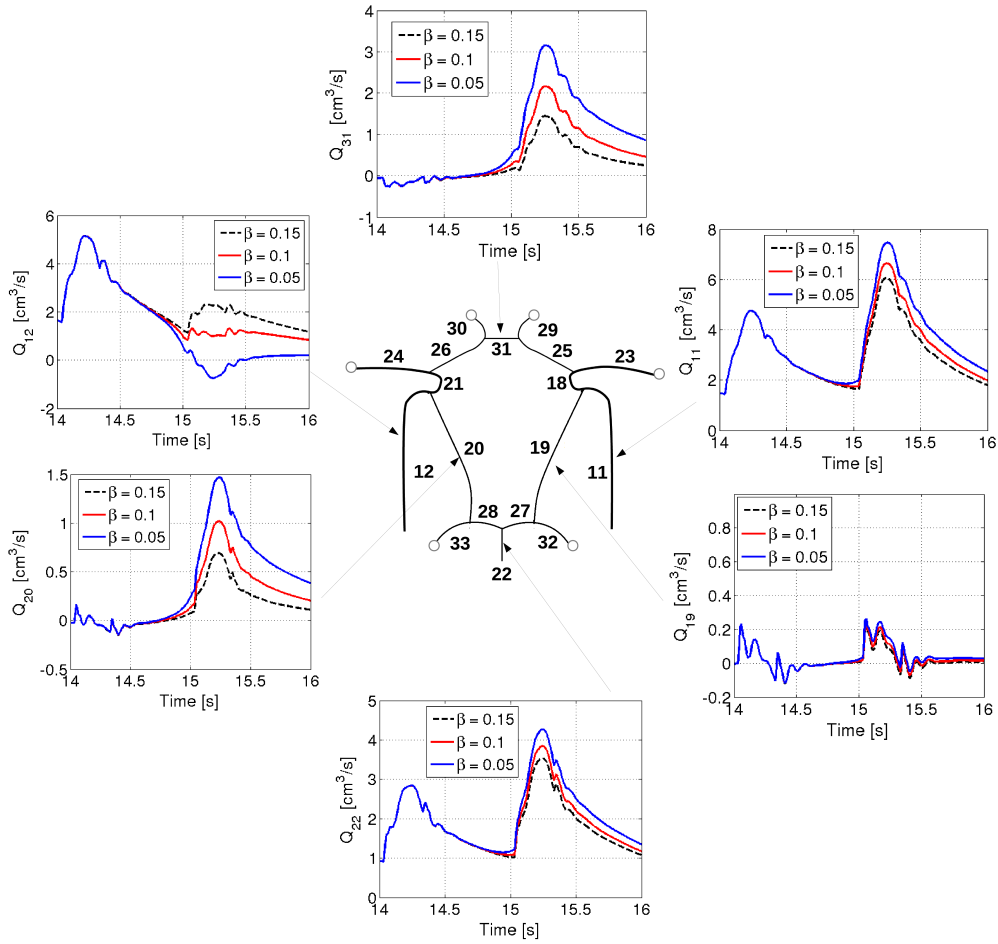 4
3
2
1
0
-1
Q31 [cm3/s]
β = 0.15
β = 0.1
β = 0.05
14 14.5 15 15.5 16
Time [s]
6
4
2
0
-2
Q12 [cm3/s]
β = 0.15
β = 0.1
β = 0.05
14 14.5 15 15.5 16
Time [s]
8
6
4
2
0
Q11 [cm3/s]
β = 0.15
β = 0.1
β = 0.05
14 14.5 15 15.5 16
Time [s]
30 29
31
24 26 25 23
21 18
20 19
12 11
28 27
33 32
22
1.5
1
0.5
0
-0.5
Q20 [cm3/s]
β = 0.15
β = 0.1
β = 0.05
14 14.5 15 15.5 16
Time [s]
0.8
0.6
0.4
0.2
0
-0.2
Q19 [cm3/s]
β = 0.15
β = 0.1
β = 0.05
14 14.5 15 15.5 16
Time [s]
5
4
3
2
1
0
Q22 [cm3/s]
β = 0.15
β = 0.1
β = 0.05
14 14.5 15 15.5 16
Time [s]